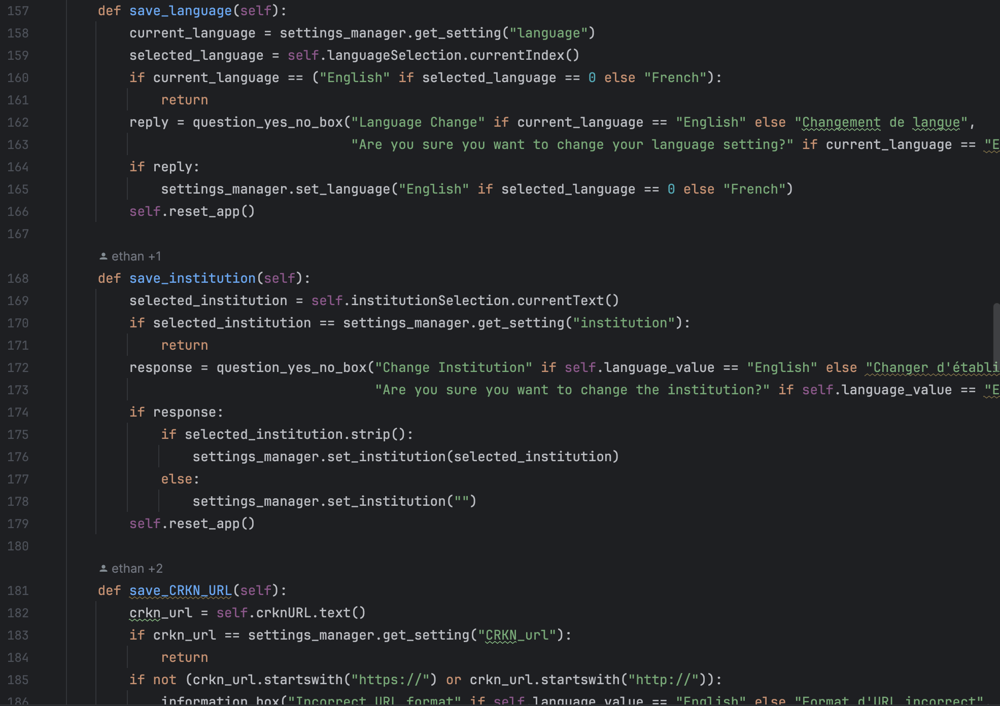 157 def save_language(self):
158 current_language = settings_manager.get_setting("language")
159 selected_language = self.languageSelection.currentIndex()
160 if current_language == ("English" if selected_language == 0 else "French"):
161 return
162 reply = question_yes_no_box("Language Change" if current_language == "English" else "Changement de langue",
163 "Are you sure you want to change your language setting?" if current_language == "E
164 if reply:
165 settings_manager.set_language("English" if selected_language == 0 else "French")
166 self.reset_app()
167
ethan +1
168 def save_institution(self):
169 selected_institution = self.institutionSelection.currentText()
170 if selected_institution == settings_manager.get_setting("institution"):
171 return
172 response = question_yes_no_box("Change Institution" if self.language_value == "English" else "Changer d'établi
173 "Are you sure you want to change the institution?" if self.language_value == "E
174 if response:
175 if selected_institution.strip():
176 settings_manager.set_institution(selected_institution)
177 else:
178 settings_manager.set_institution("")
179 self.reset_app()
180
ethan +2
181 def save_CRKN_URL(self):
182 crkn_url = self.crknURL.text()
183 if crkn_url == settings_manager.get_setting("CRKN_url"):
184 return
185 if not (crkn_url.startswith("https://") or crkn_url.startswith("http://")):
186 information_box("Incorrect URL format" if self.language_value == "English" else "Format d'URL incorrect",